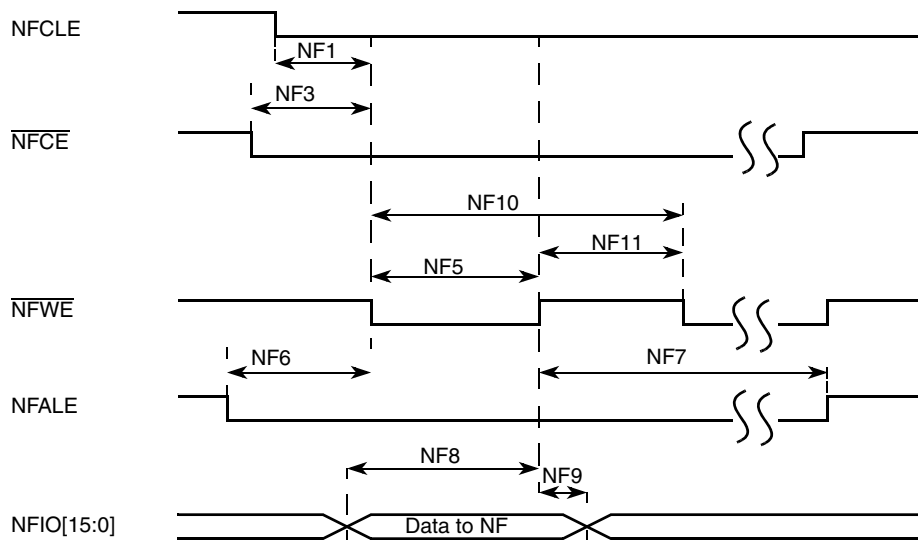 NFCLE
NF1
NF3
NFCE
NF10
NF11
NF5
NFWE
NF6
NF7
NFALE
NF8
NF9
NFIO[15:0]
Data to NF